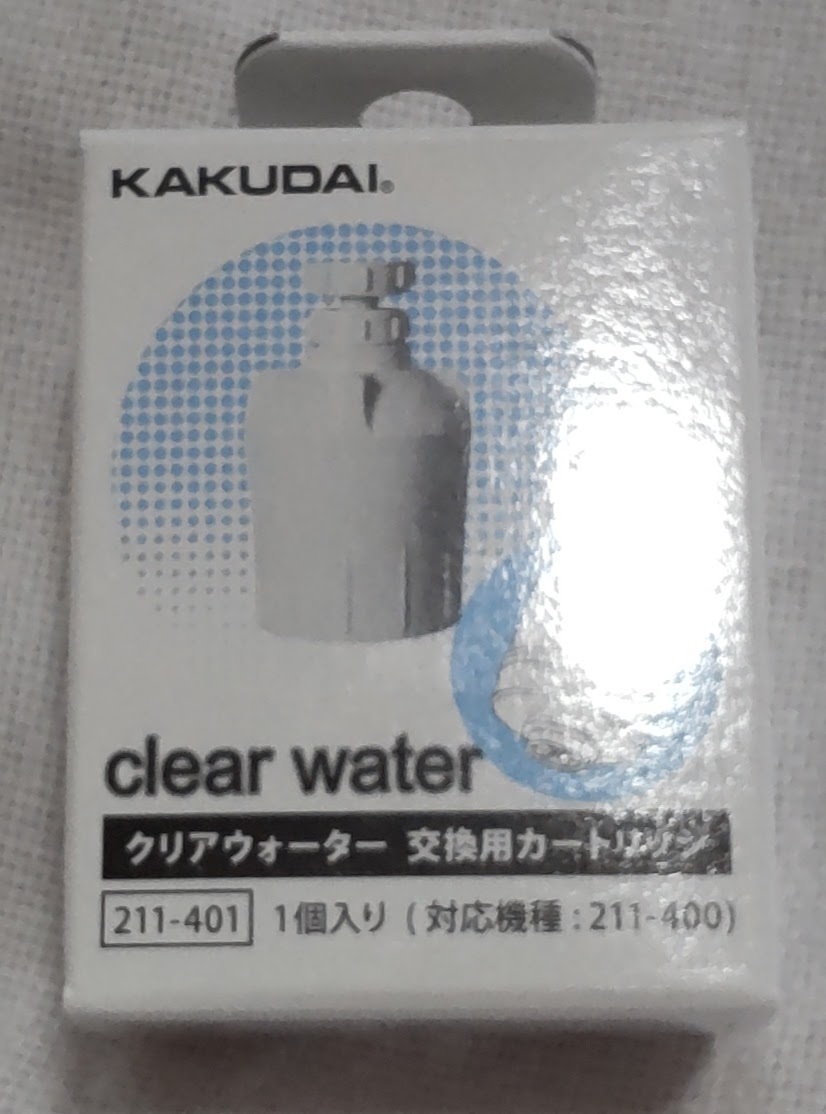 KAKUDAI®
clear water
クリアウォーター 交換用カートリッジ
211-401 1個入り (対応機種:211-400)